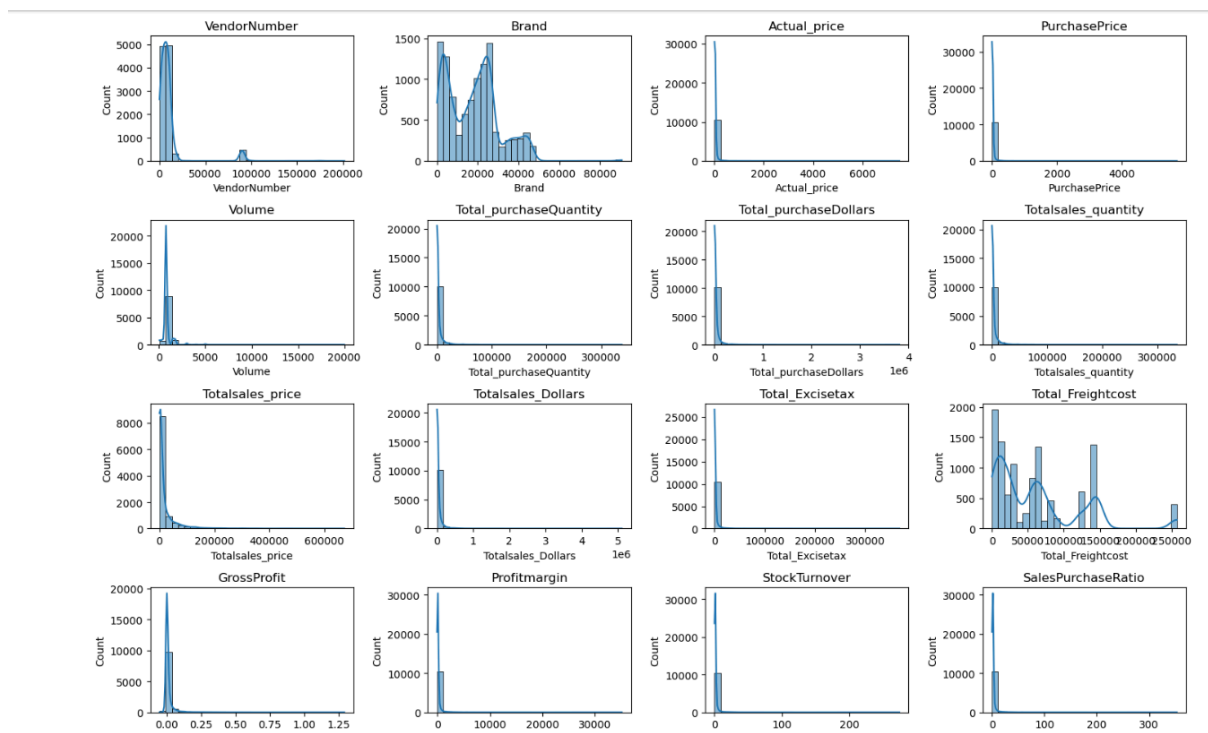 VendorNumber Brand Actual_price PurchasePrice
5000 4000 3000 2000 1000 0
Count
0 50000 100000 150000 200000
VendorNumber
1500 1000 500 0
Count
0 20000 40000 60000 80000
Brand
30000 20000 10000 0
Count
0 2000 4000 6000
Actual_price
30000 20000 10000 0
Count
0 2000 4000
PurchasePrice
Volume Total_purchaseQuantity Total_purchaseDollars Totalsales_quantity
20000 15000 10000 5000 0
Count
0 5000 10000 15000 20000
Volume
20000 15000 10000 5000 0
Count
0 100000 200000 300000
Total_purchaseQuantity
20000 15000 10000 5000 0
Count
0 1 2 3 4
1e6
Total_purchaseDollars
20000 15000 10000 5000 0
Count
0 100000 200000 300000
Totalsales_quantity
Totalsales_price Totalsales_Dollars Total_Excisetax Total_Freightcost
8000 6000 4000 2000 0
Count
0 200000 400000 600000
Totalsales_price
20000 15000 10000 5000 0
Count
0 1 2 3 4 5
1e6
Totalsales_Dollars
25000 20000 15000 10000 5000 0
Count
0 100000 200000 300000
Total_Excisetax
2000 1500 1000 500 0
Count
0 50000 100000 150000 200000 250000
Total_Freightcost
GrossProfit Profitmargin StockTurnover SalesPurchaseRatio
20000 15000 10000 5000 0
Count
0.00 0.25 0.50 0.75 1.00 1.25
30000 20000 10000 0
Count
0 10000 20000 30000
30000 20000 10000 0
Count
0 100 200
30000 20000 10000 0
Count
0 100 200 300